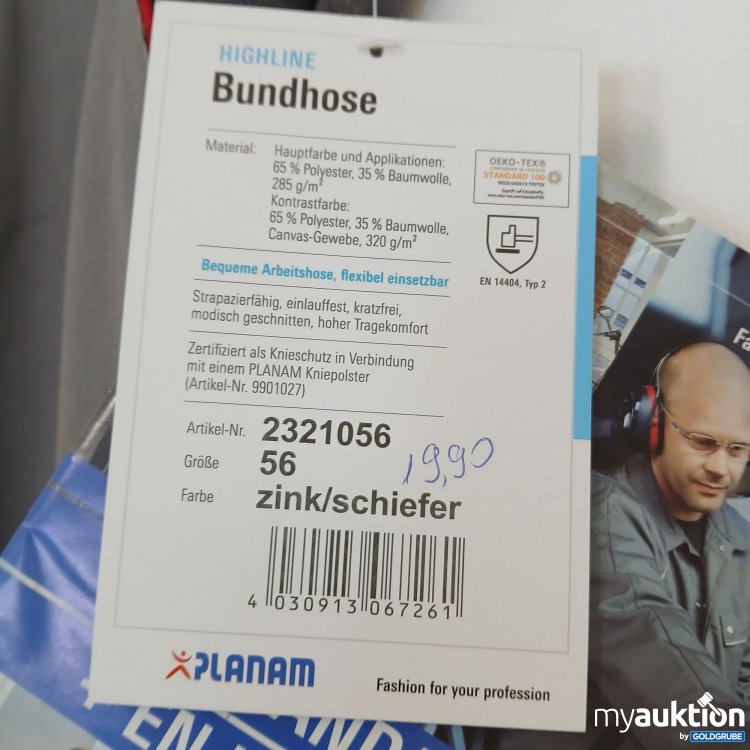 HIGHLINE
Bundhose
Material:
Hauptfarbe und Applikationen:
65 % Polyester, 35 % Baumwolle,
285 g/m²
Kontrastfarbe:
65 % Polyester, 35 % Baumwolle,
Canvas-Gewebe, 320 g/m²
OEKO-TEX®
STANDARD 100
EN 14404, Typ 2
Bequeme Arbeitshose, flexibel einsetzbar
Strapazierfähig, einlauffest, kratzfrei,
modisch geschnitten, hoher Tragekomfort
Zertifiziert als Knieschutz in Verbindung
mit einem PLANAM Kniepolster
(Artikel-Nr. 9901027)
Artikel-Nr. 2321056
Größe 56
19,90
Farbe zink/schiefer
4 030913 067261
PLANAM
Fashion for your profession
Fa
EN
myauktion
by GOLDGRUBE